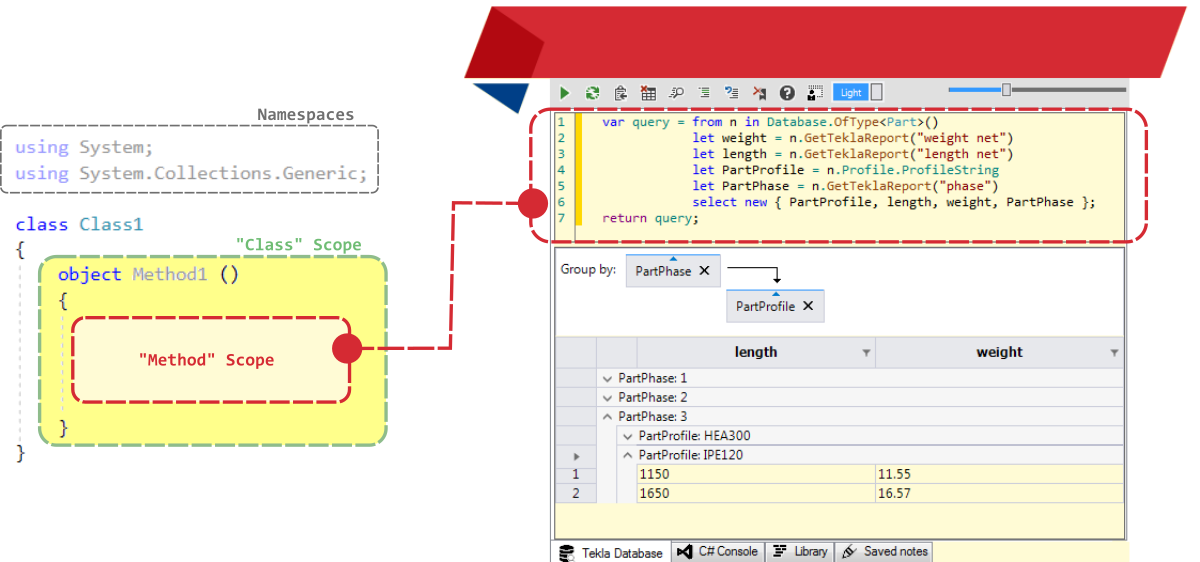 Namespaces
using System;
using System.Collections.Generic;
class Class1
{
"Class" Scope
object Method1 ()
{
"Method" Scope
}
}
Light
1 var query = from n in Database.OfType<Part>()
2 let weight = n.GetTeklaReport("weight net")
3 let length = n.GetTeklaReport("length net")
4 let PartProfile = n.Profile.ProfileString
5 let PartPhase = n.GetTeklaReport("phase")
6 select new { PartProfile, length, weight, PartPhase };
7 return query;
Group by: PartPhase
PartProfile
length weight
PartPhase: 1
PartPhase: 2
PartPhase: 3
PartProfile: HEA300
PartProfile: IPE120
1 1150 11.55
2 1650 16.57
Tekla Database C# Console Library Saved notes